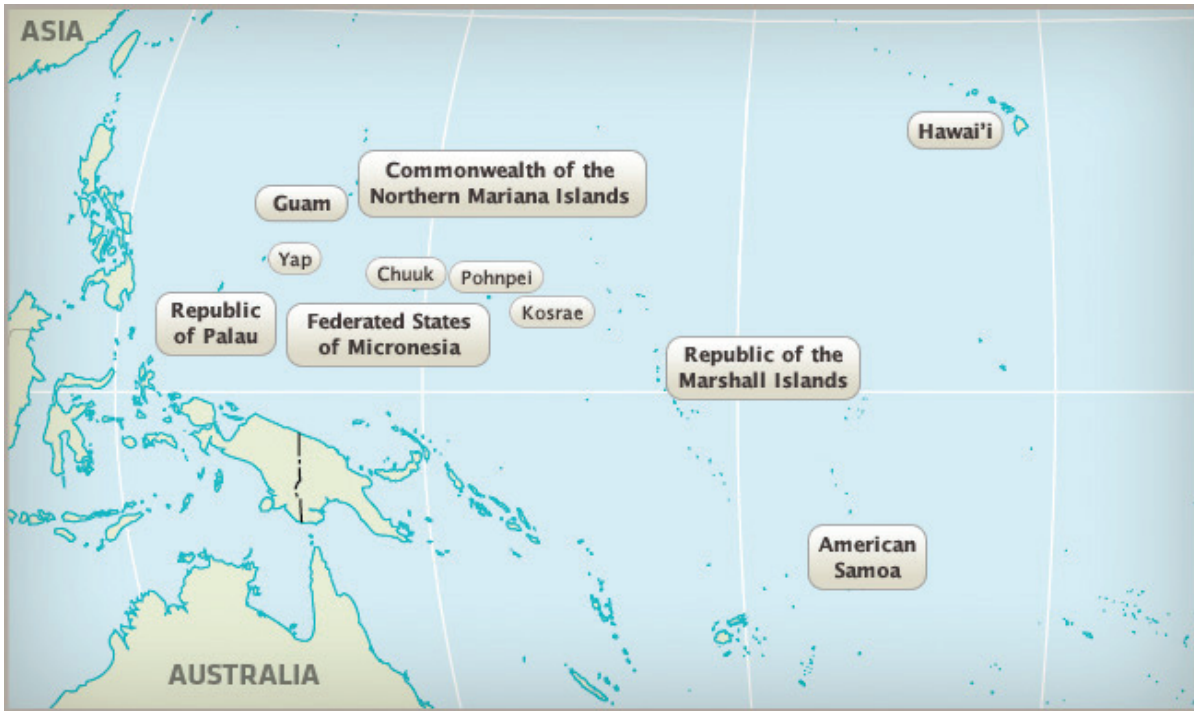 ASIA
Hawai'i
Commonwealth of the
Northern Mariana Islands
Guam
Yap
Chuuk
Pohnpei
Republic
of Palau
Federated States
of Micronesia
Kosrae
Republic of the
Marshall Islands
American
Samoa
AUSTRALIA